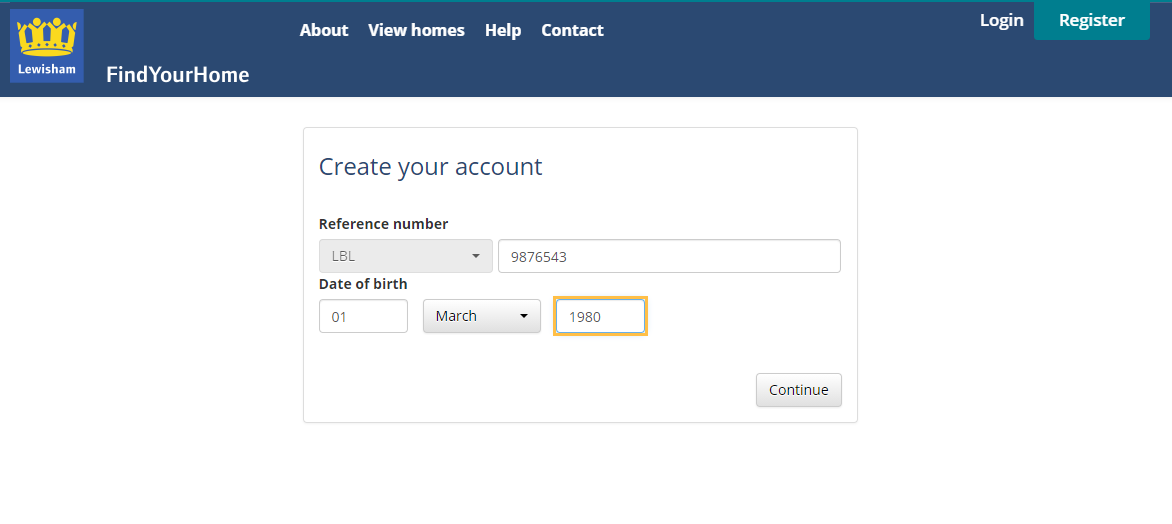 About View homes Help Contact Login Register
Lewisham FindYourHome
Create your account
Reference number
LBL 9876543
Date of birth
01 March 1980
Continue